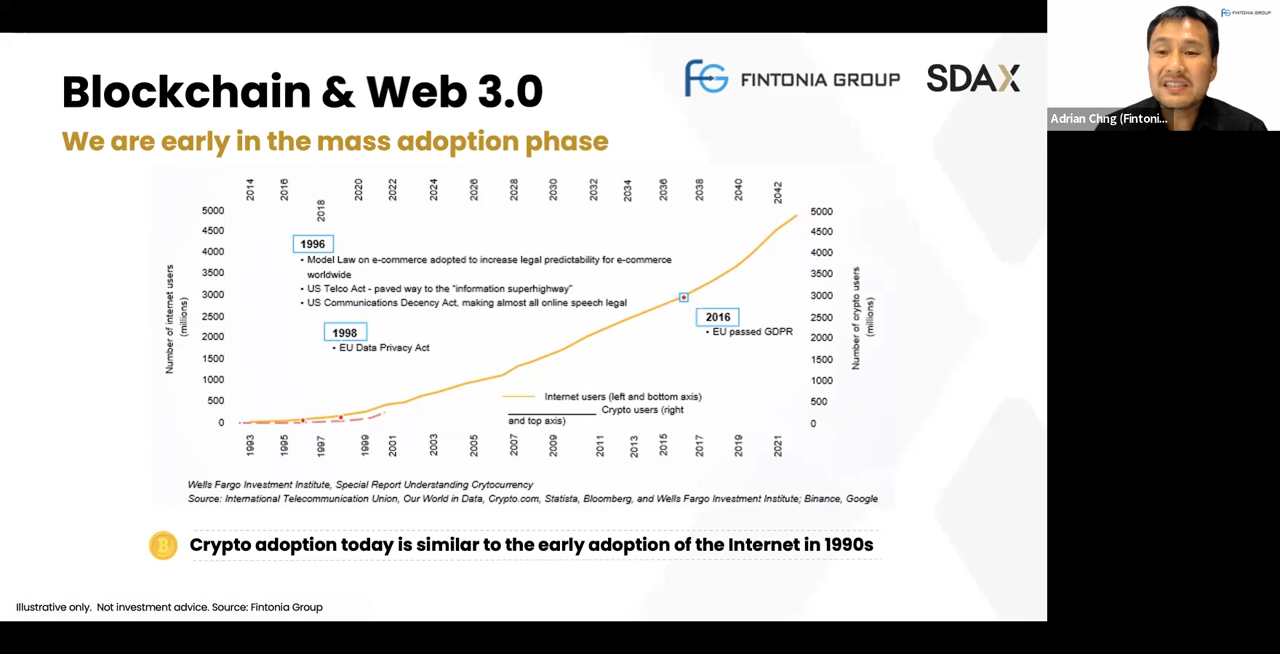 Blockchain & Web 3.0
We are early in the mass adoption phase
FG FINTONIA GROUP
SDAX
FINTONIA GROUP
Adrian Chng (Fintoni...
2014 2016 2018 2020 2022 2024 2026 2028 2030 2032 2034 2036 2038 2040 2042
Number of internet users
(millions)
5000
4500
4000
3500
3000
2500
2000
1500
1000
500
0
1996
• Model Law on e-commerce adopted to increase legal predictability for e-commerce
worldwide
• US Telco Act - paved way to the "information superhighway"
• US Communications Decency Act, making almost all online speech legal
1998
• EU Data Privacy Act
2016
• EU passed GDPR
Internet users (left and bottom axis)
Crypto users (right
and top axis)
5000
4500
4000
3500
3000
2500
2000
1500
1000
500
0
Number of crypto users
(millions)
1993 1995 1997 1999 2001 2003 2005 2007 2009 2011 2013 2015 2017 2019 2021
Wells Fargo Investment Institute, Special Report Understanding Crytocurrency
Source: International Telecommunication Union, Our World in Data, Crypto.com, Statista, Bloomberg, and Wells Fargo Investment Institute; Binance, Google
Crypto adoption today is similar to the early adoption of the Internet in 1990s
Illustrative only. Not investment advice. Source: Fintonia Group